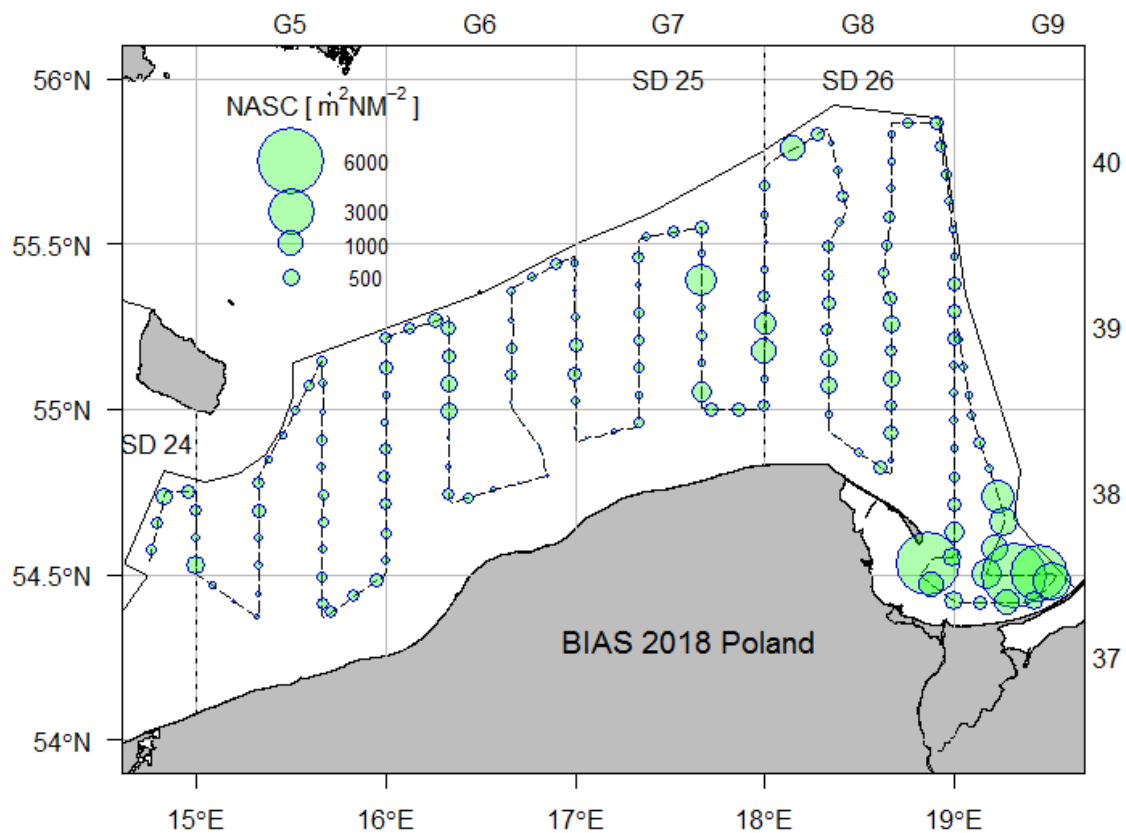 G5 G6 G7 G8 G9
56°N
SD 25 SD 26
NASC [ m²NM⁻² ]
6000
40
3000
1000
55.5°N
39
500
55°N
SD 24
38
54.5°N
BIAS 2018 Poland
37
54°N
15°E 16°E 17°E 18°E 19°E